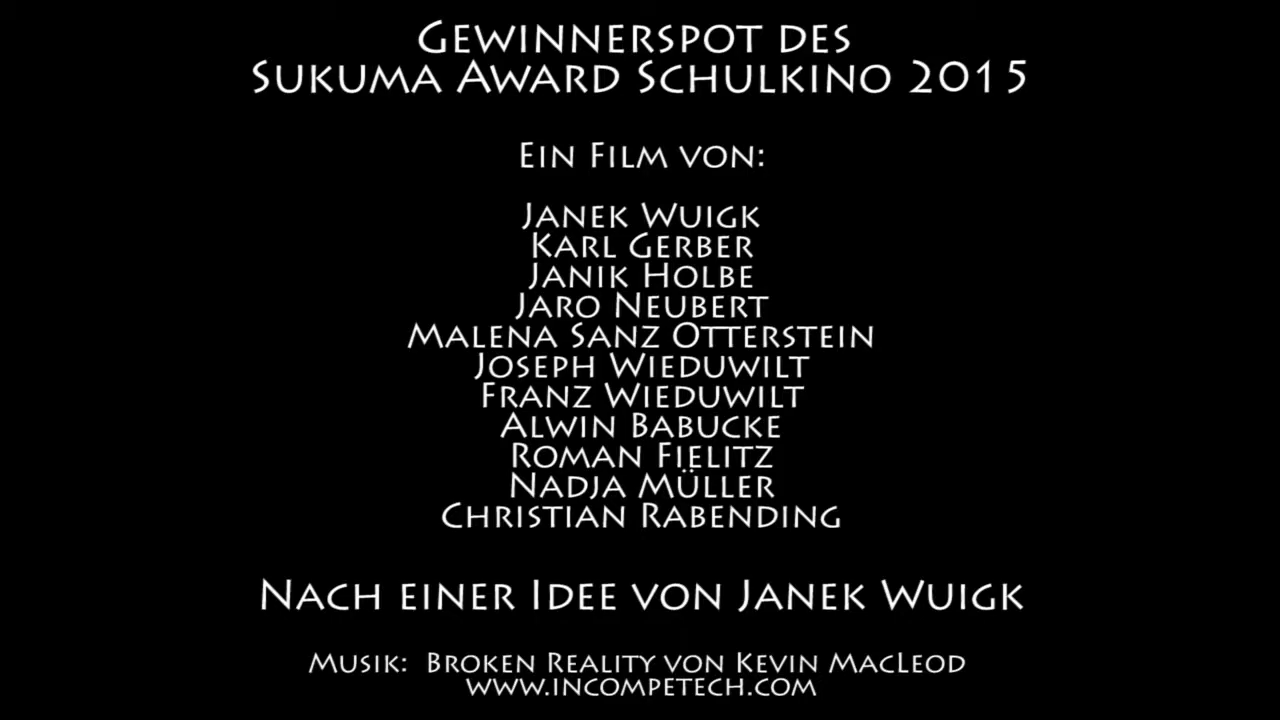 Gewinnerspot des
Sukuma Award Schulkino 2015
Ein Film von:
Janek Wuigk
Karl Gerber
Janik Holbe
Jaro Neubert
Malena Sanz Otterstein
Joseph Wieduwilt
Franz Wieduwilt
Alwin Babucke
Roman Fielitz
Nadja Müller
Christian Rabending
Nach einer Idee von Janek Wuigk
Musik: Broken Reality von Kevin MacLeod
www.incompetech.com